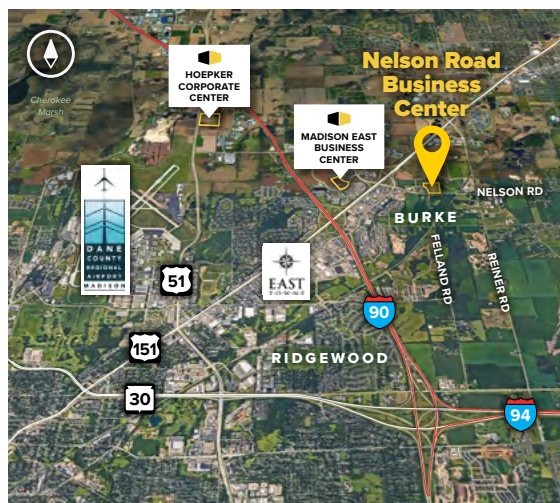 Nelson Road
Business
Center
HOEPKER
CORPORATE
CENTER
Cherokee
Marsh
MADISON EAST
BUSINESS
CENTER
NELSON RD
BURKE
DANE
COUNTY
REGIONAL
AIRPORT
MADISON
51
EAST
TOWNE
FELLAND RD
REINER RD
90
151
RIDGEWOOD
30
94